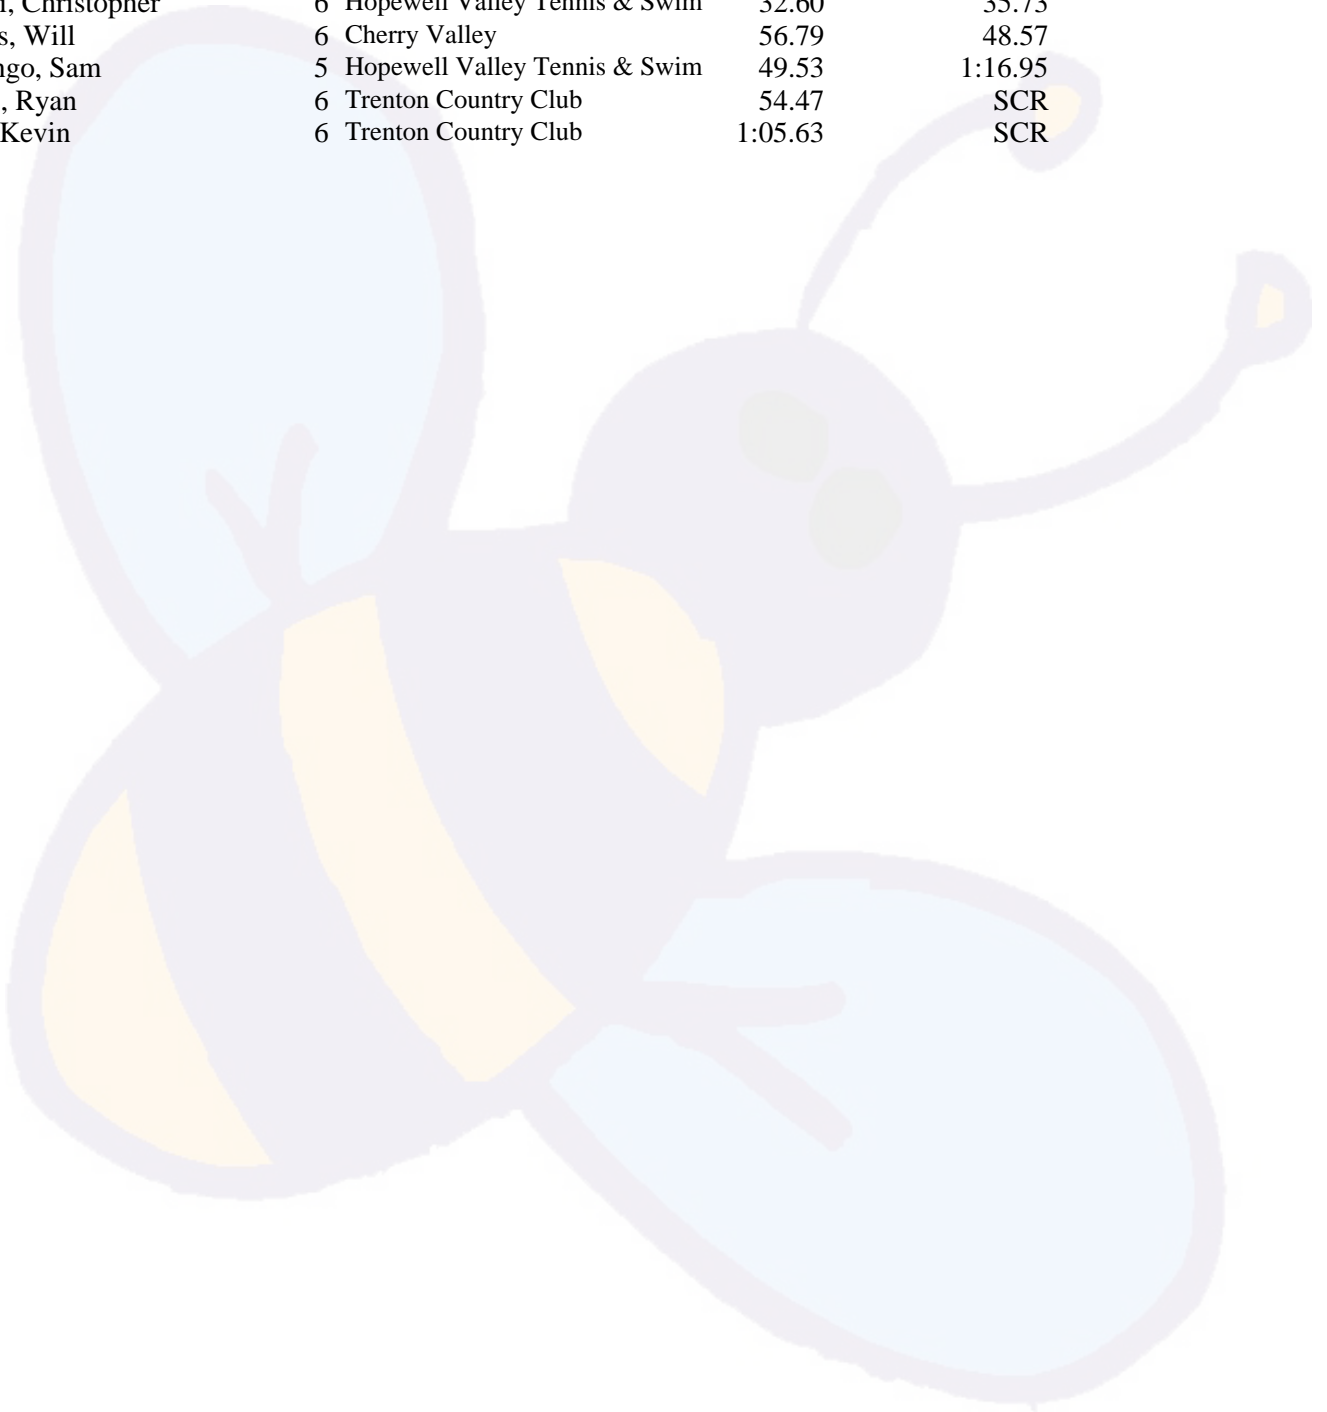 i, Christopher 6 Hopewell Valley Tennis & Swim 32.60 35.73
s, Will 6 Cherry Valley 56.79 48.57
ngo, Sam 5 Hopewell Valley Tennis & Swim 49.53 1:16.95
, Ryan 6 Trenton Country Club 54.47 SCR
Kevin 6 Trenton Country Club 1:05.63 SCR